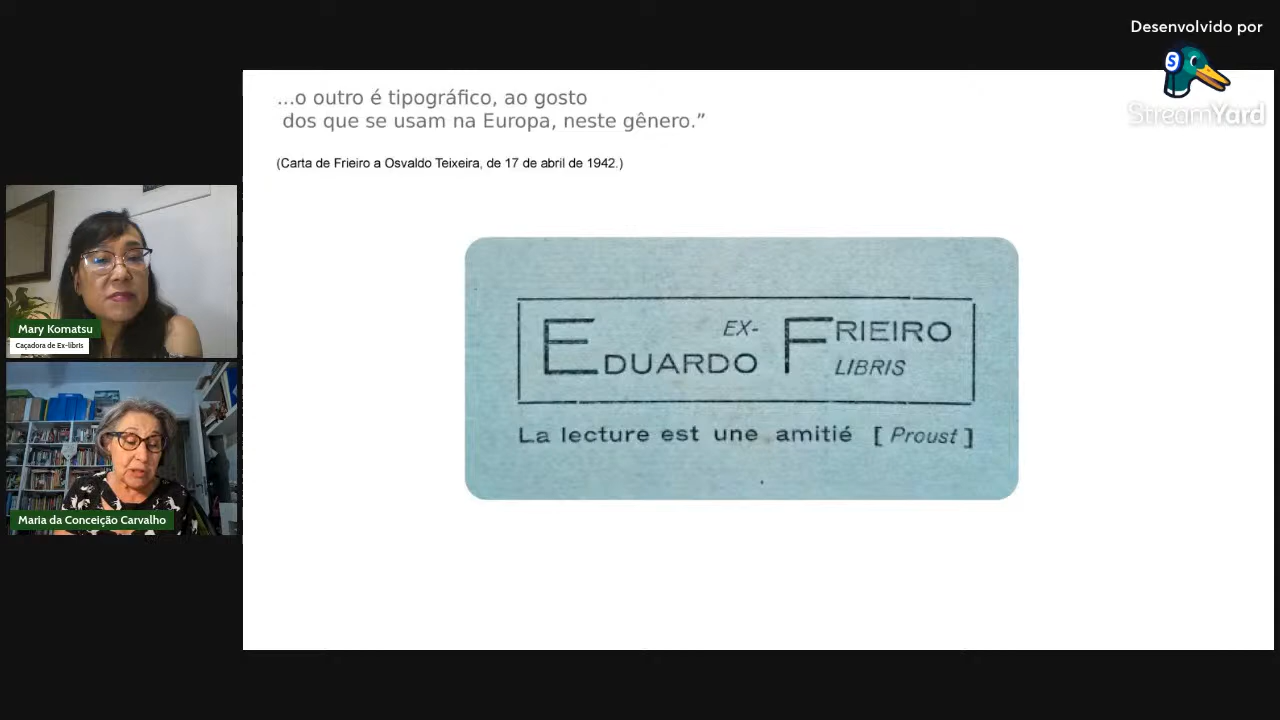 Desenvolvido por
StreamYard
...o outro é tipográfico, ao gosto
dos que se usam na Europa, neste gênero.”
(Carta de Frieiro a Osvaldo Teixeira, de 17 de abril de 1942.)
EDUARDO EX- FRIEIRO
LIBRIS
La lecture est une amitié [ Proust ]
Mary Komatsu
Caçadora de Ex-libris
Maria da Conceição Carvalho